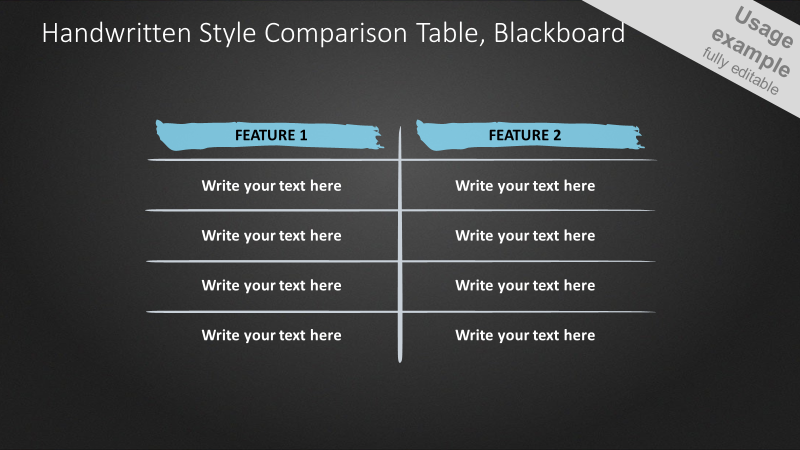 Handwritten Style Comparison Table, Blackboard
Usage
example
fully editable
FEATURE 1 FEATURE 2
Write your text here Write your text here
Write your text here Write your text here
Write your text here Write your text here
Write your text here Write your text here